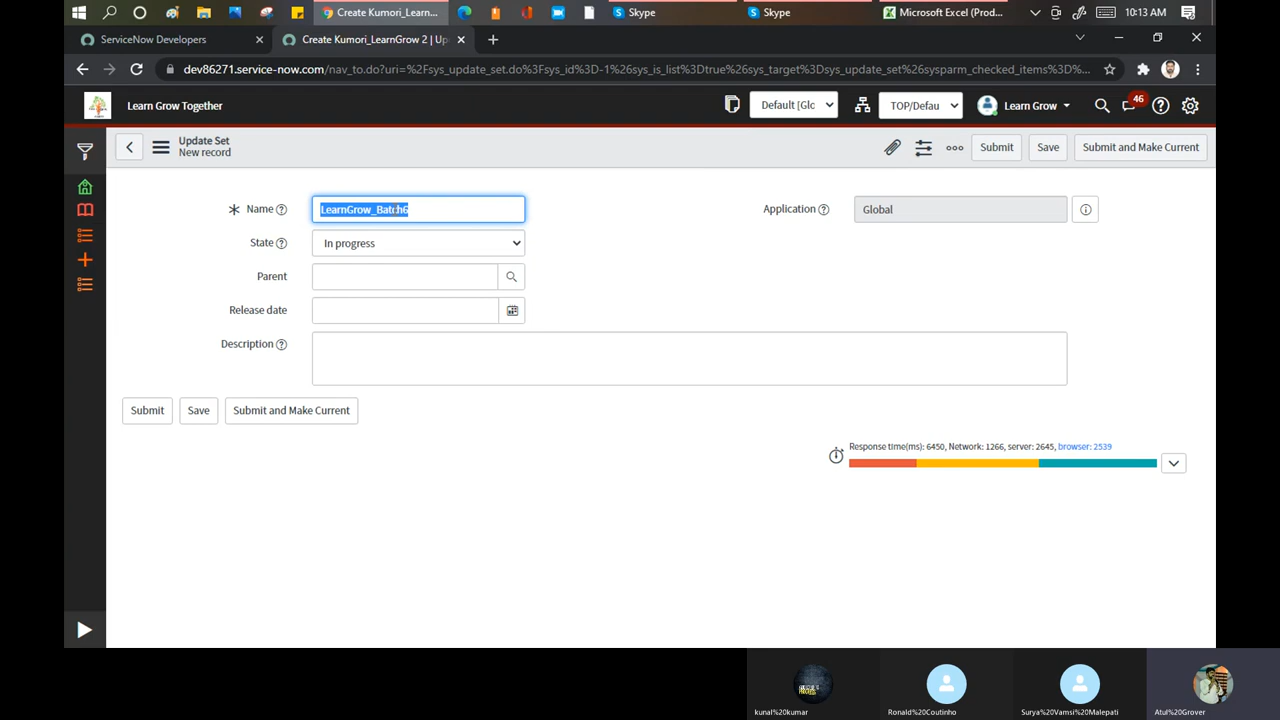 Create Kumori_Learn...
Skype
Skype
Microsoft Excel (Prod...
10:13 AM
ServiceNow Developers
Create Kumori_LearnGrow 2 | Up
dev86271.service-now.com/nav_to.do?uri=%2Fsys_update_set.do%3Fsys_id%3D-1%26sys_is_list%3Dtrue%26sys_target%3Dsys_update_set%26sysparm_checked_items%3D%...
Learn Grow Together
Default [Glc
TOP/Defau
Learn Grow
46
Update Set
New record
Submit
Save
Submit and Make Current
Name
LearnGrow_Batch6
Application
Global
State
In progress
Parent
Release date
Description
Submit
Save
Submit and Make Current
Response time(ms): 6450, Network: 1266, server: 2645, browser: 2539
kunal%20kumar
Ronald%20Coutinho
Surya%20Vamsi%20Malepati
Atul%20Grover